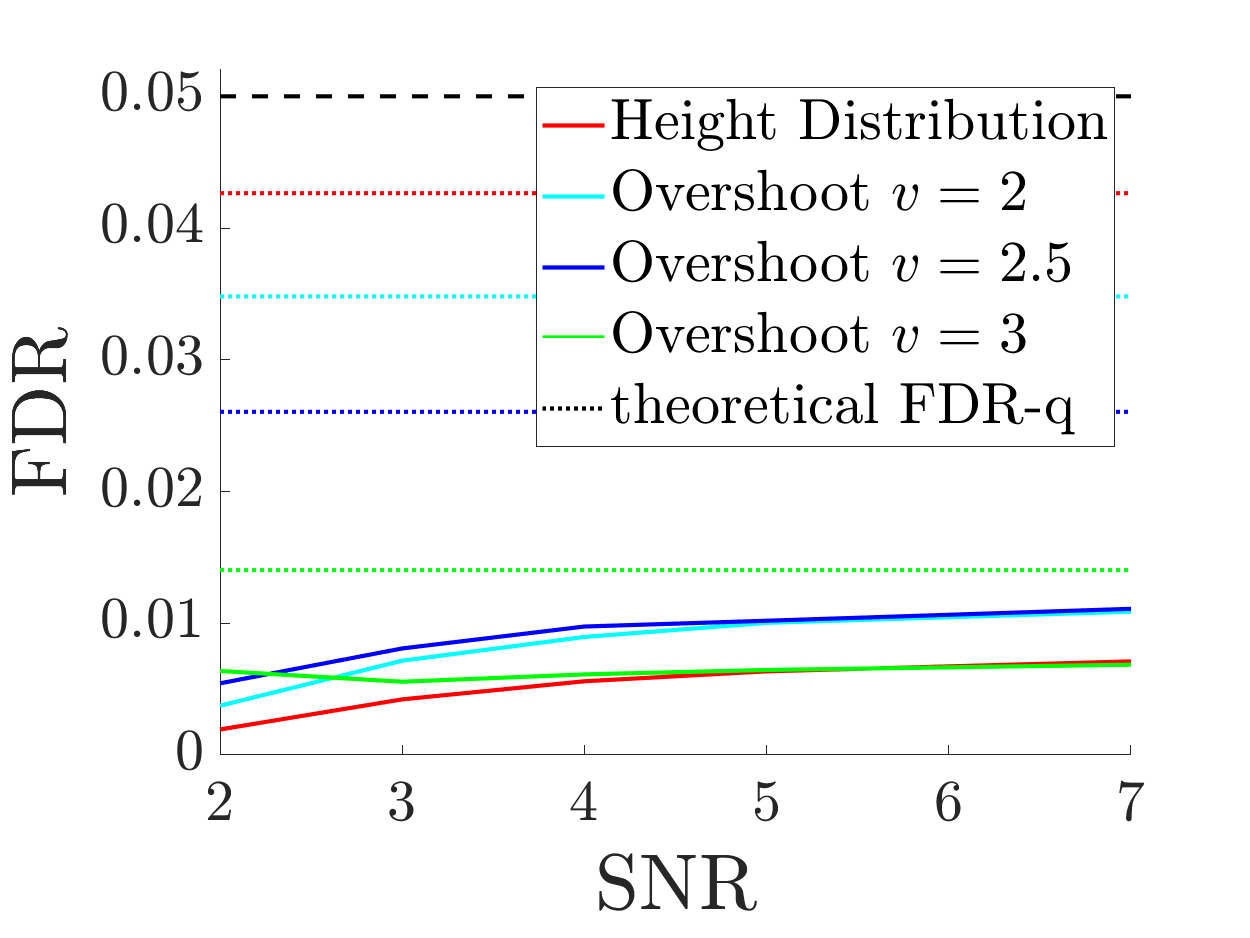 0.05
0.04
0.03
0.02
0.01
0
FDR
Height Distribution
Overshoot v = 2
Overshoot v = 2.5
Overshoot v = 3
theoretical FDR-q
2 3 4 5 6 7
SNR